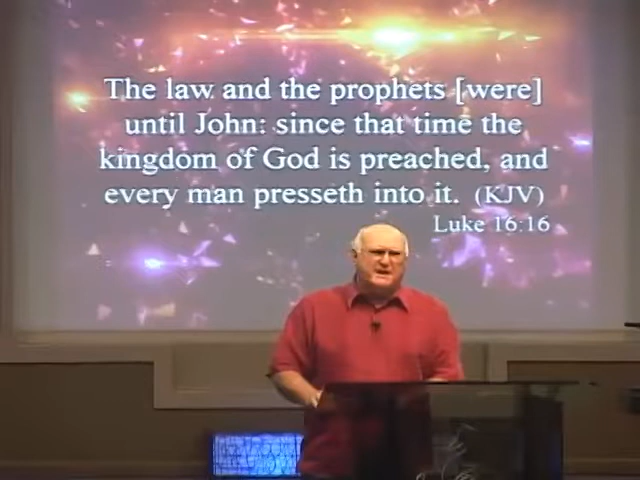 The law and the prophets [were]
until John: since that time the
kingdom of God is preached, and
every man presseth into it. (KJV)
Luke 16:16